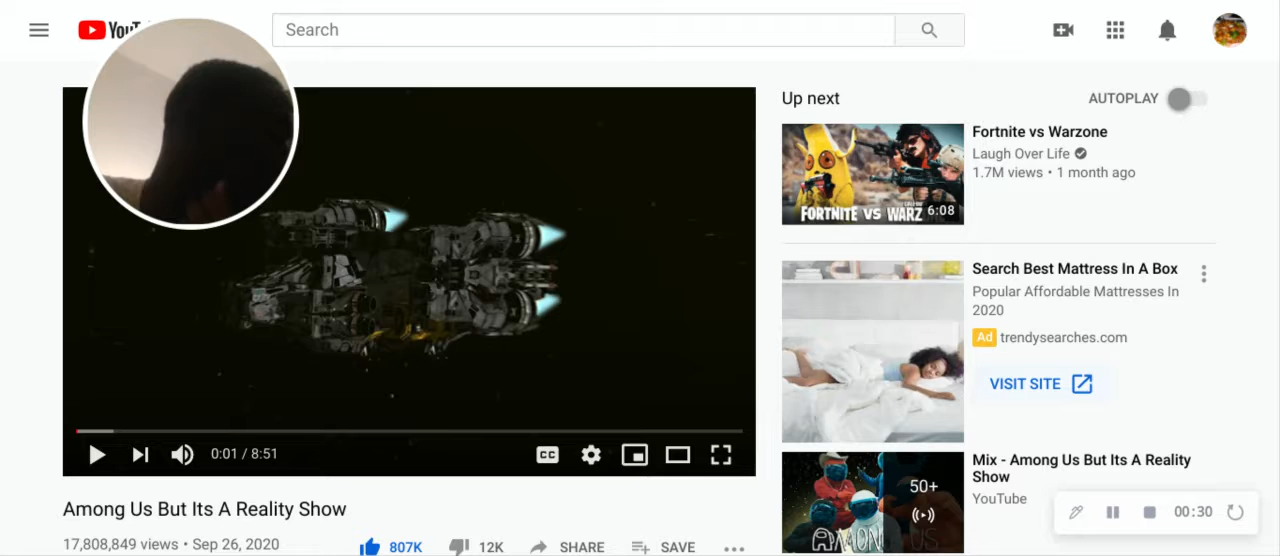 Search
Up next
AUTOPLAY
Fortnite vs Warzone
Laugh Over Life
1.7M views • 1 month ago
FORTNITE VS WARZ
6:08
Search Best Mattress In A Box
Popular Affordable Mattresses In
2020
Ad trendysearches.com
VISIT SITE
Mix - Among Us But Its A Reality
Show
YouTube
50+
AMONG US
00:30
0:01 / 8:51
CC
Among Us But Its A Reality Show
17,808,849 views • Sep 26, 2020
807K
12K
SHARE
SAVE